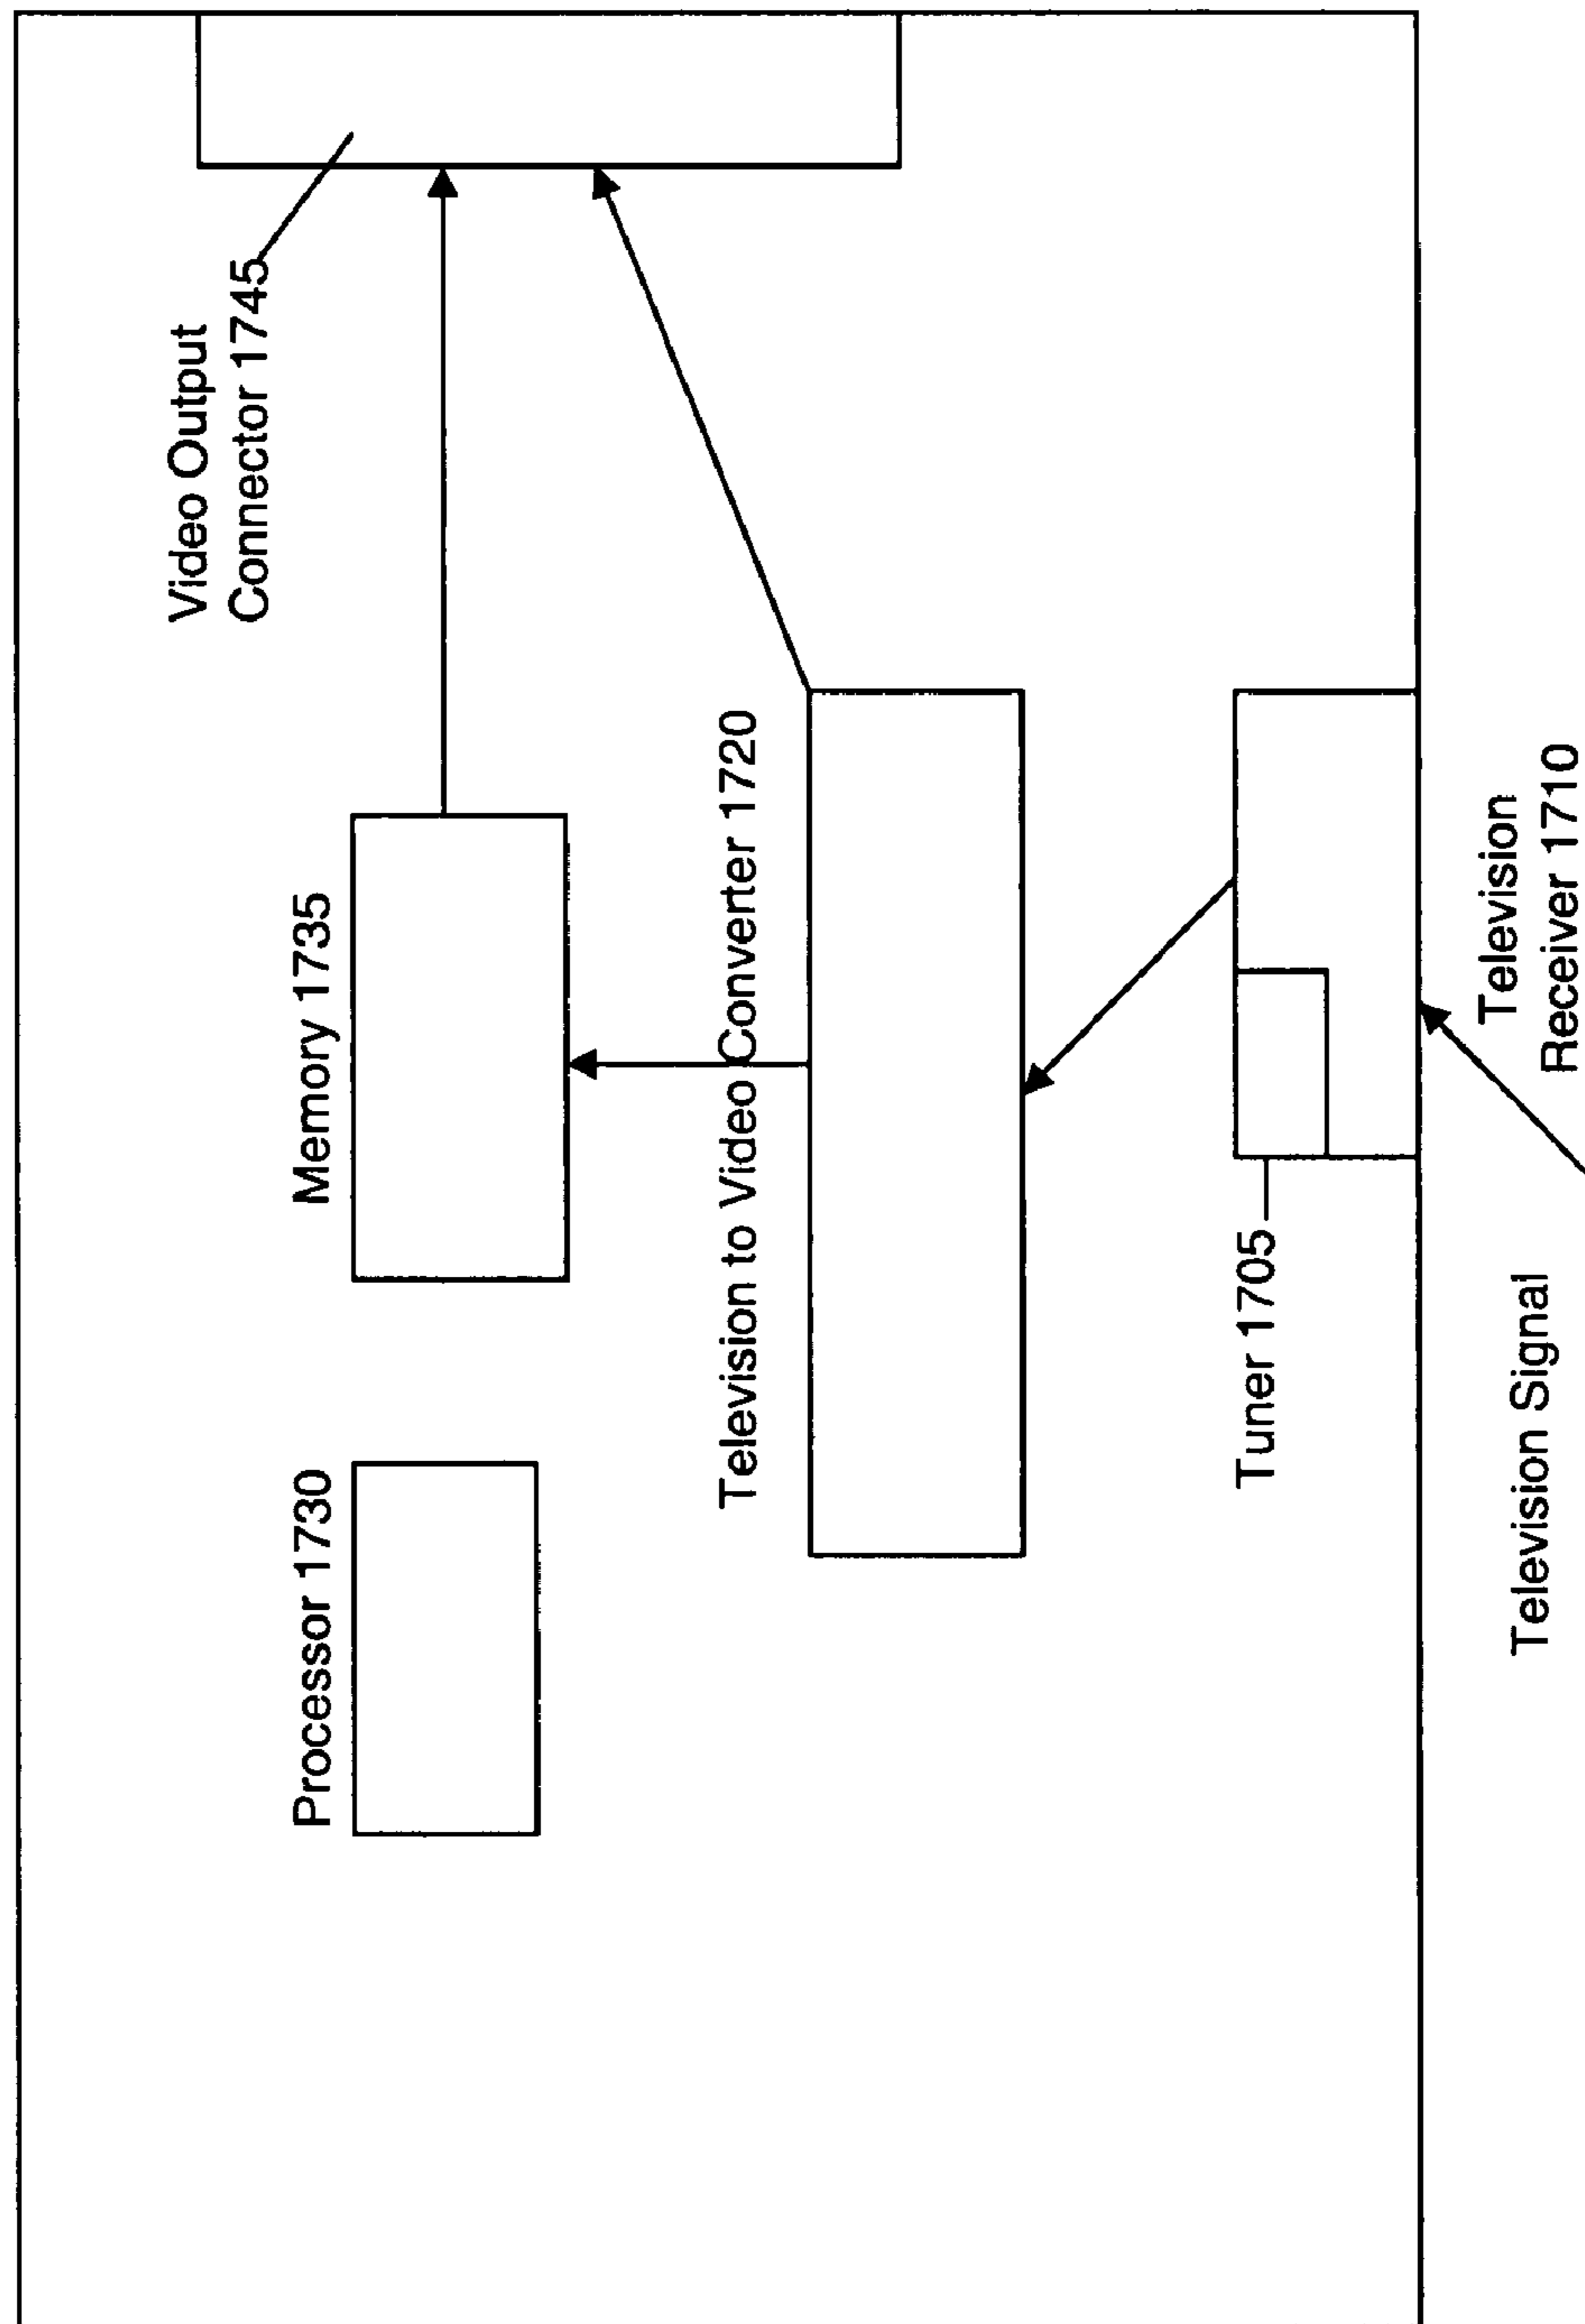 Video Output
Connector 1745
Memory 1735
Processor 1730
Television to Video Converter 1720
Tuner 1705
Television
Receiver 1710
Television Signal